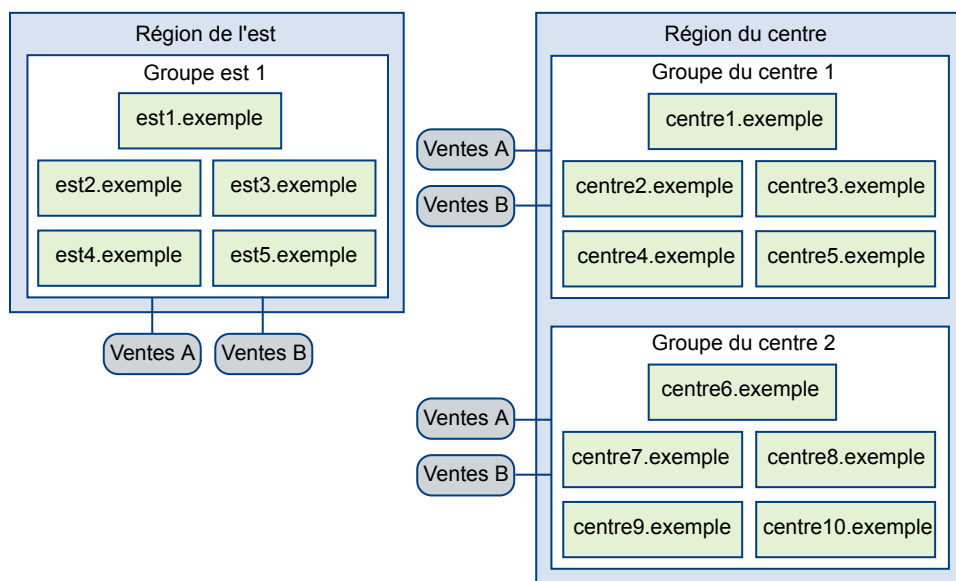 Région de l'est
Groupe est 1
est1.exemple
est2.exemple
est3.exemple
est4.exemple
est5.exemple
Ventes A
Ventes B
Région du centre
Groupe du centre 1
centre1.exemple
Ventes A
centre2.exemple
centre3.exemple
Ventes B
centre4.exemple
centre5.exemple
Groupe du centre 2
centre6.exemple
Ventes A
centre7.exemple
centre8.exemple
Ventes B
centre9.exemple
centre10.exemple